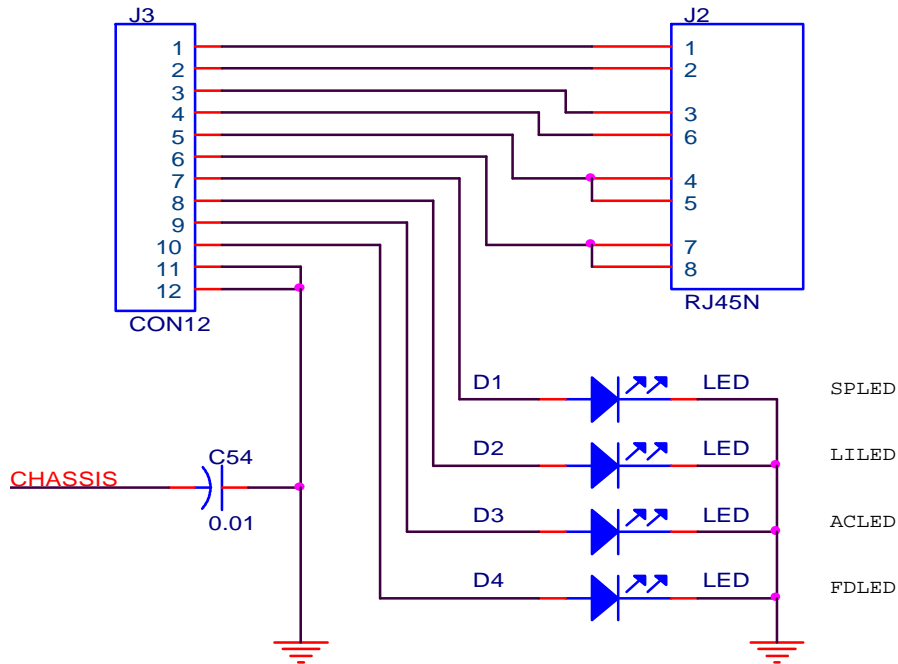 J3 J2
1 1
2 2
3
4 3
5 6
6
7 4
8 5
9
10 7
11 8
12
CON12 RJ45N
D1 LED SPLED
D2 LED LILED
C54
CHASSIS
0.01
D3 LED ACLED
D4 LED FDLED